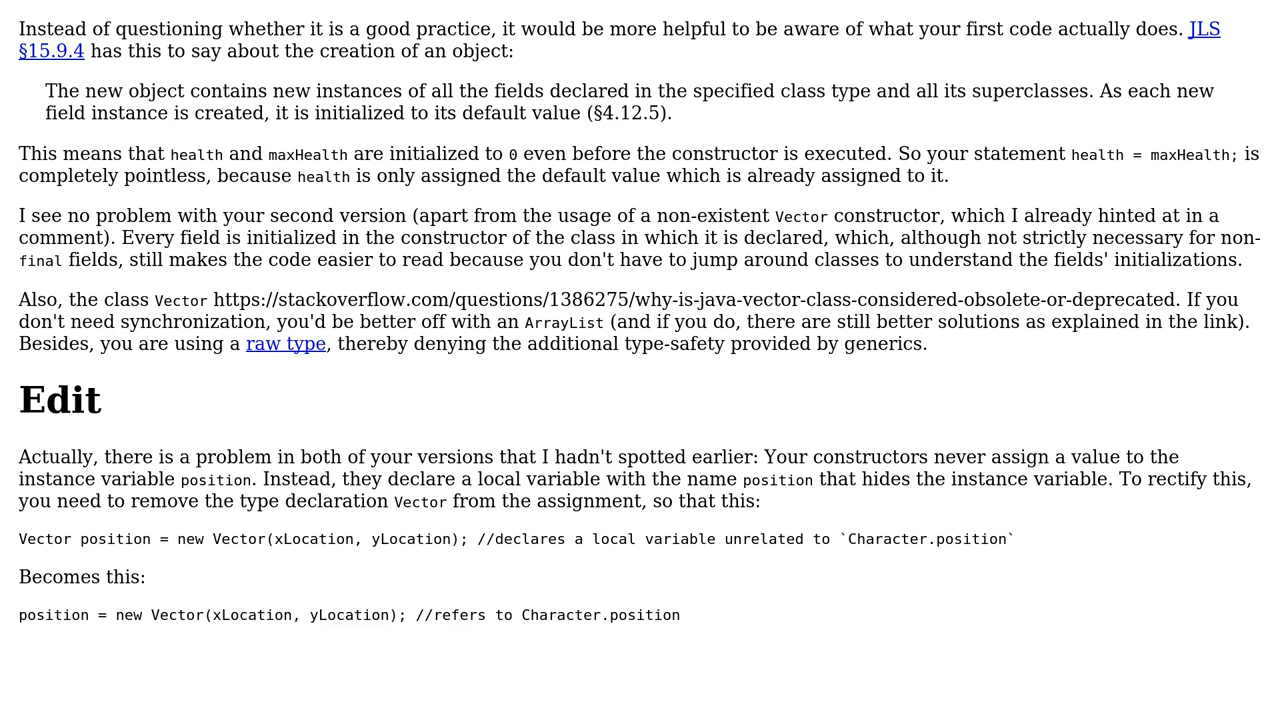 Instead of questioning whether it is a good practice, it would be more helpful to be aware of what your first code actually does. JLS
§15.9.4 has this to say about the creation of an object:
The new object contains new instances of all the fields declared in the specified class type and all its superclasses. As each new
field instance is created, it is initialized to its default value (§4.12.5).
This means that health and maxHealth are initialized to 0 even before the constructor is executed. So your statement health = maxHealth; is
completely pointless, because health is only assigned the default value which is already assigned to it.
I see no problem with your second version (apart from the usage of a non-existent Vector constructor, which I already hinted at in a
comment). Every field is initialized in the constructor of the class in which it is declared, which, although not strictly necessary for non-
final fields, still makes the code easier to read because you don't have to jump around classes to understand the fields' initializations.
Also, the class Vector https://stackoverflow.com/questions/1386275/why-is-java-vector-class-considered-obsolete-or-deprecated. If you
don't need synchronization, you'd be better off with an ArrayList (and if you do, there are still better solutions as explained in the link).
Besides, you are using a raw type, thereby denying the additional type-safety provided by generics.
Edit
Actually, there is a problem in both of your versions that I hadn't spotted earlier: Your constructors never assign a value to the
instance variable position. Instead, they declare a local variable with the name position that hides the instance variable. To rectify this,
you need to remove the type declaration Vector from the assignment, so that this:
Vector position = new Vector(xLocation, yLocation); //declares a local variable unrelated to `Character.position`
Becomes this:
position = new Vector(xLocation, yLocation); //refers to Character.position